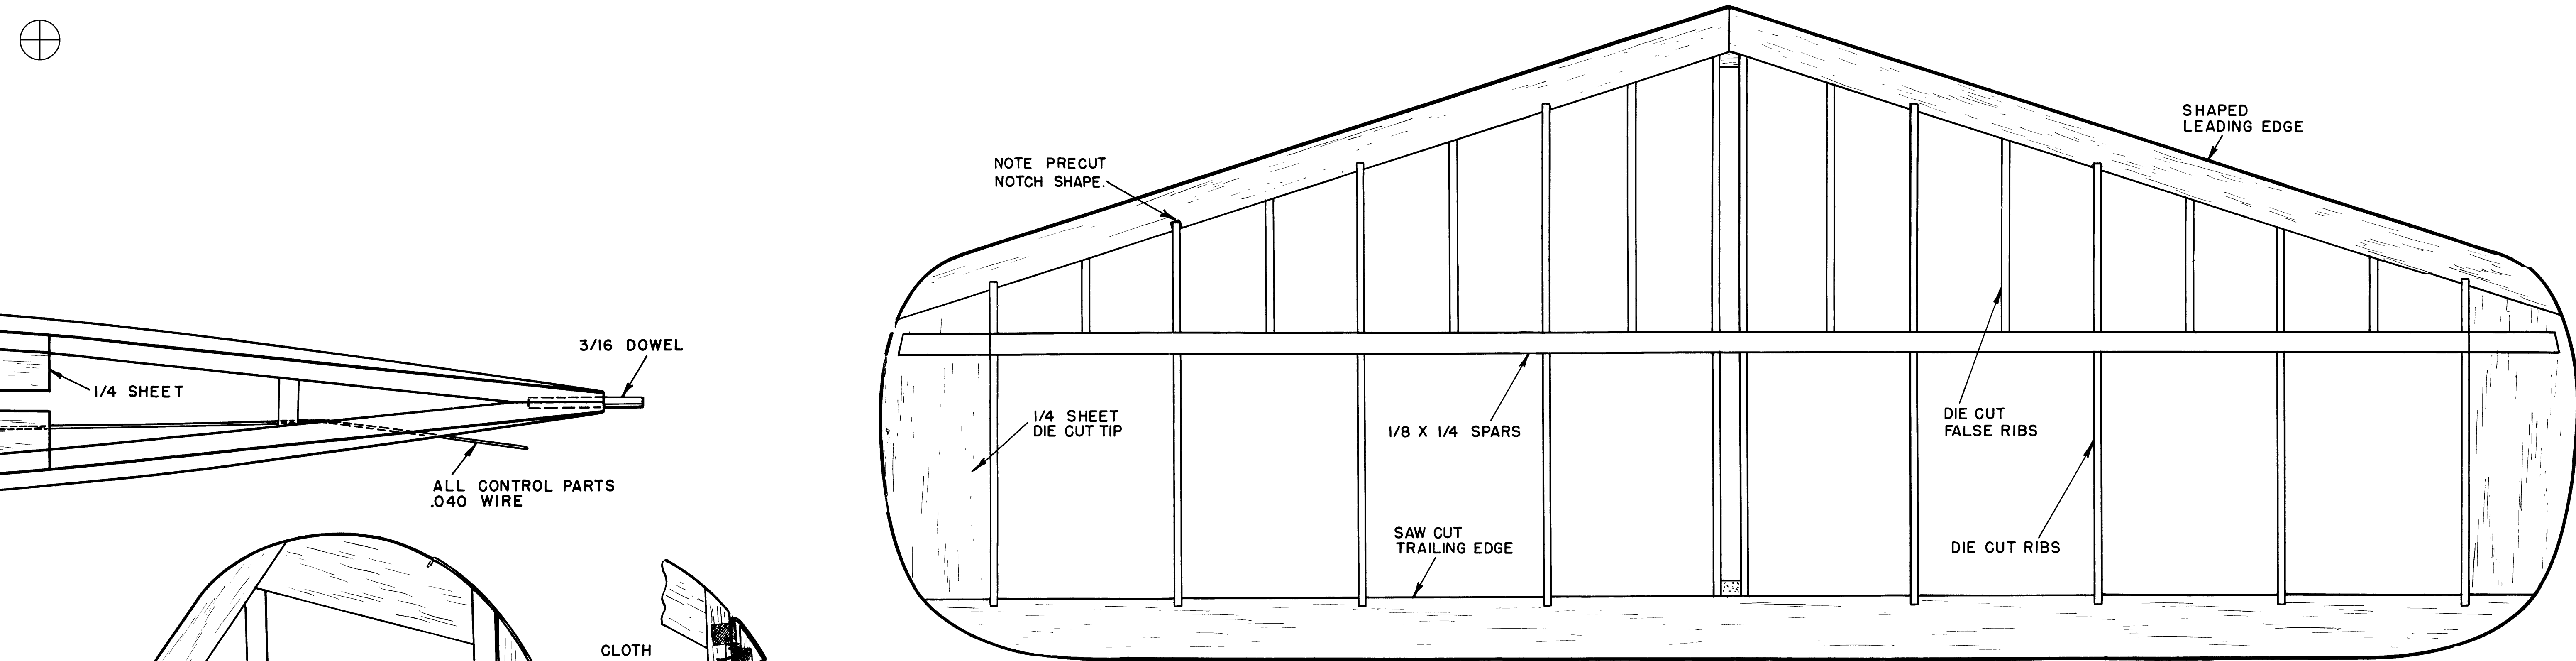 SHAPED
LEADING EDGE
NOTE PRECUT
NOTCH SHAPE.
3/16 DOWEL
1/4 SHEET
1/4 SHEET
DIE CUT TIP
1/8 X 1/4 SPARS
DIE CUT
FALSE RIBS
ALL CONTROL PARTS
.040 WIRE
SAW CUT
TRAILING EDGE
DIE CUT RIBS
CLOTH